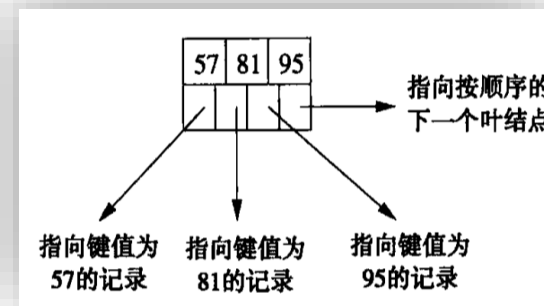 57 81 95
指向按顺序的
下一个叶结点
指向键值为
57的记录
指向键值为
81的记录
指向键值为
95的记录